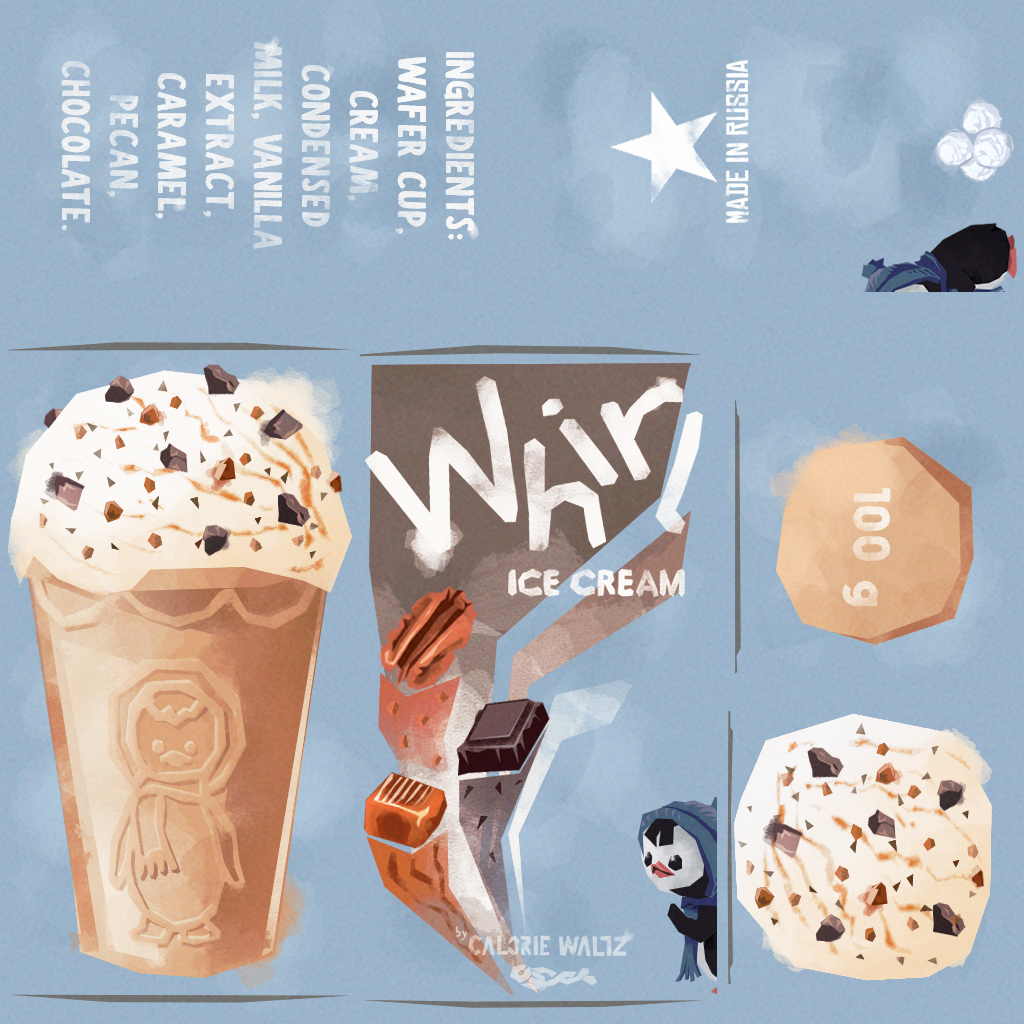 INGREDIENTS:
WAFER CUP,
CREAM,
CONDENSED
MILK, VANILLA
EXTRACT,
CARAMEL,
PECAN,
CHOCOLATE.
MADE IN RUSSIA
Whirl
ICE CREAM
100 g
by CALORIE WALTZ